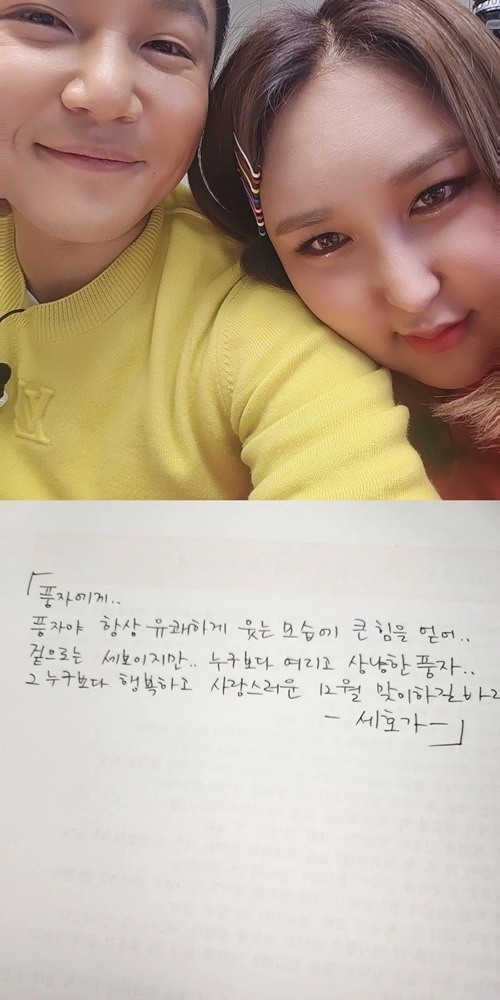 LV
「풍자에게..
풍자야 항상 유쾌하게 웃는 모습에 큰 힘을 얻어..
겉으로는 세보이지만.. 누구보다 여리고 상냥한 풍자..
그 누구보다 행복하고 사랑스러운 12월 맞이하길 바라
- 세호가 -」